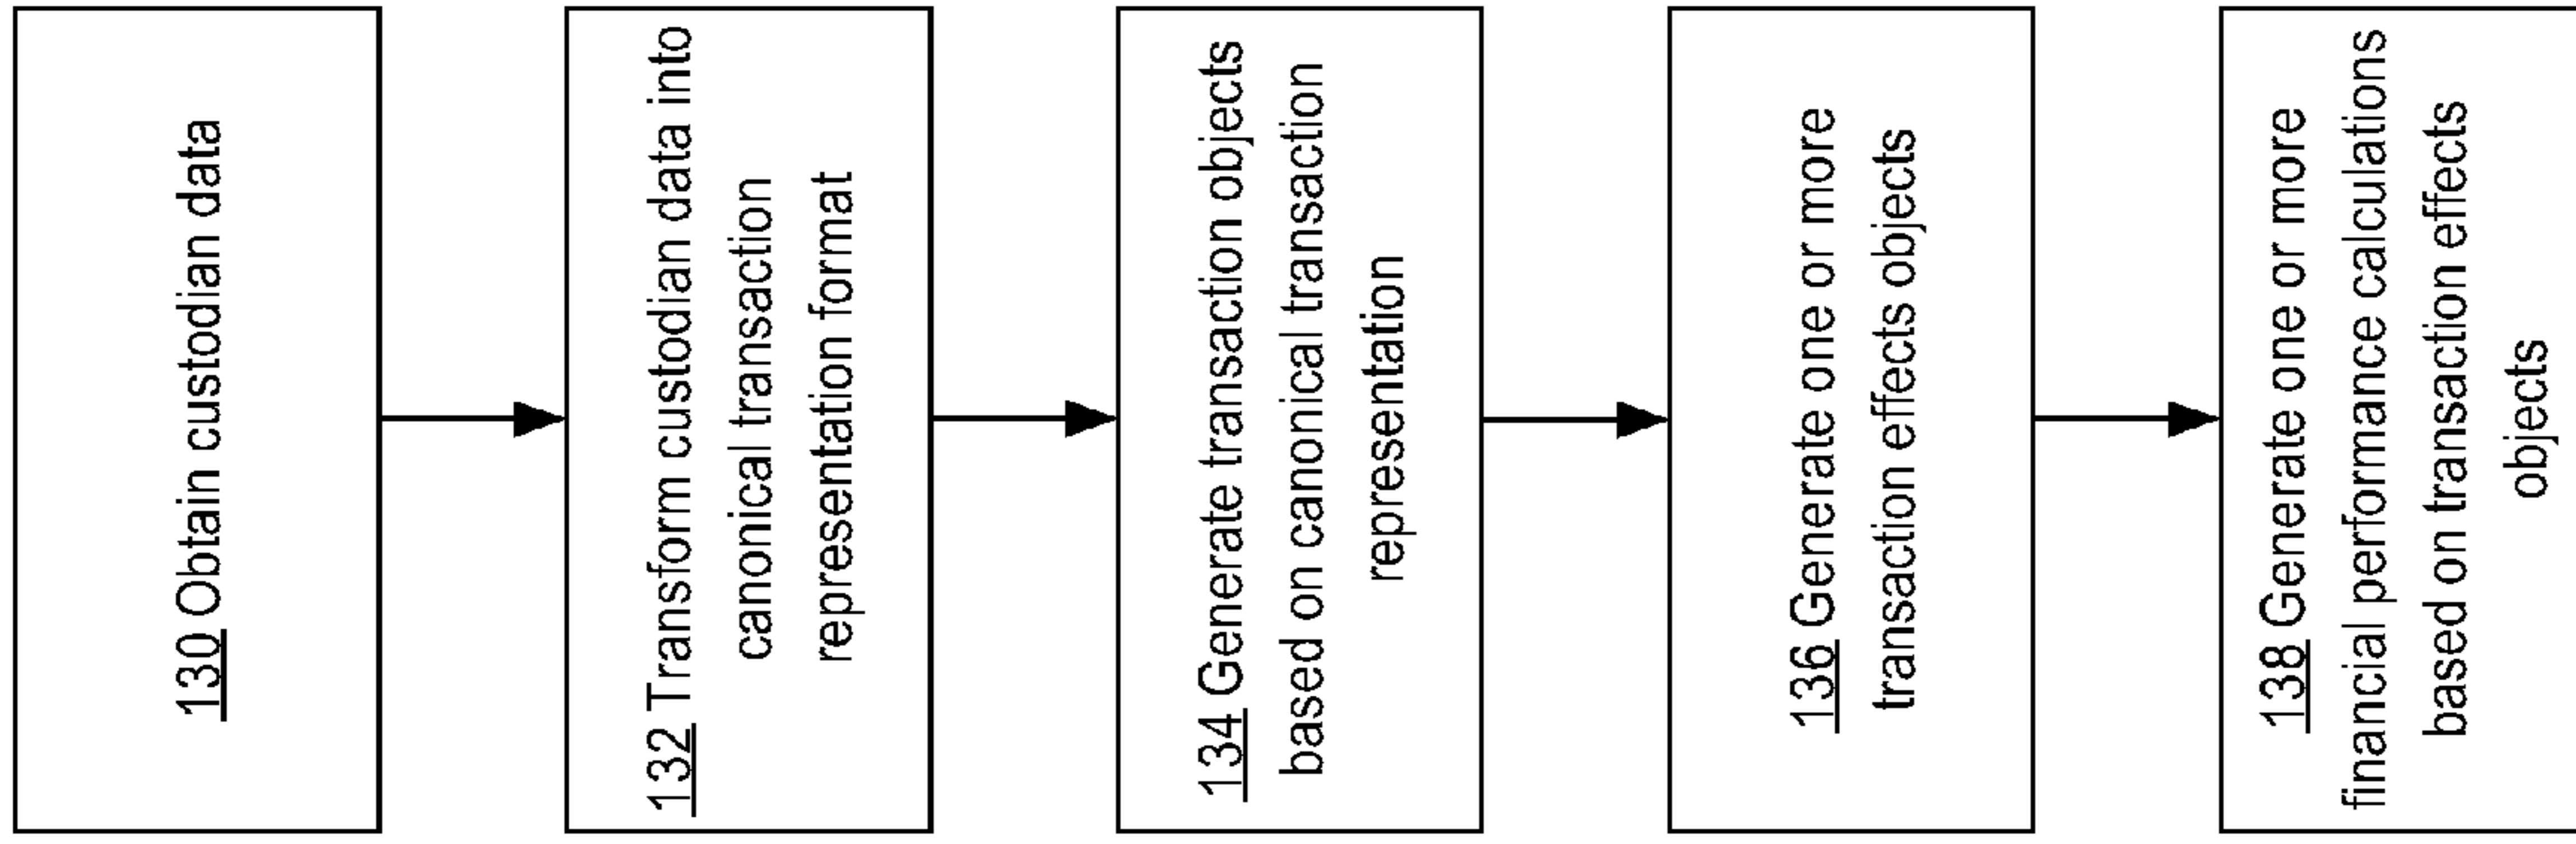 130 Obtain custodian data
132 Transform custodian data into
canonical transaction
representation format
134 Generate transaction objects
based on canonical transaction
representation
136 Generate one or more
transaction effects objects
138 Generate one or more
financial performance calculations
based on transaction effects
objects